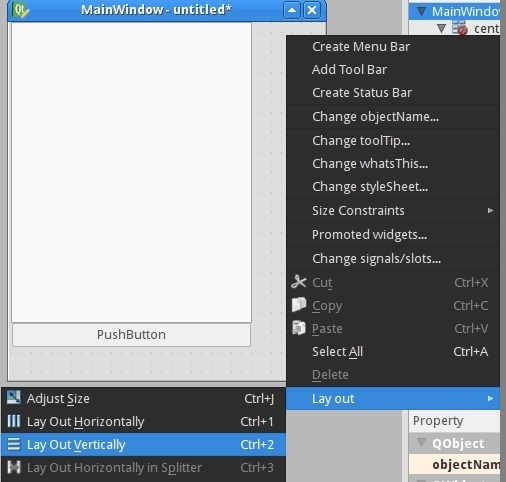 MainWindow - untitled*
MainWindow
cent
Create Menu Bar
Add Tool Bar
Create Status Bar
Change objectName...
Change toolTip...
Change whatsThis...
Change styleSheet...
Size Constraints
Promoted widgets...
Change signals/slots...
Cut Ctrl+X
Copy Ctrl+C
Paste Ctrl+V
Select All Ctrl+A
Delete
Lay out
PushButton
Adjust Size Ctrl+J
Lay Out Horizontally Ctrl+1
Lay Out Vertically Ctrl+2
Lay Out Horizontally in Splitter Ctrl+3
Property
QObject
objectNam